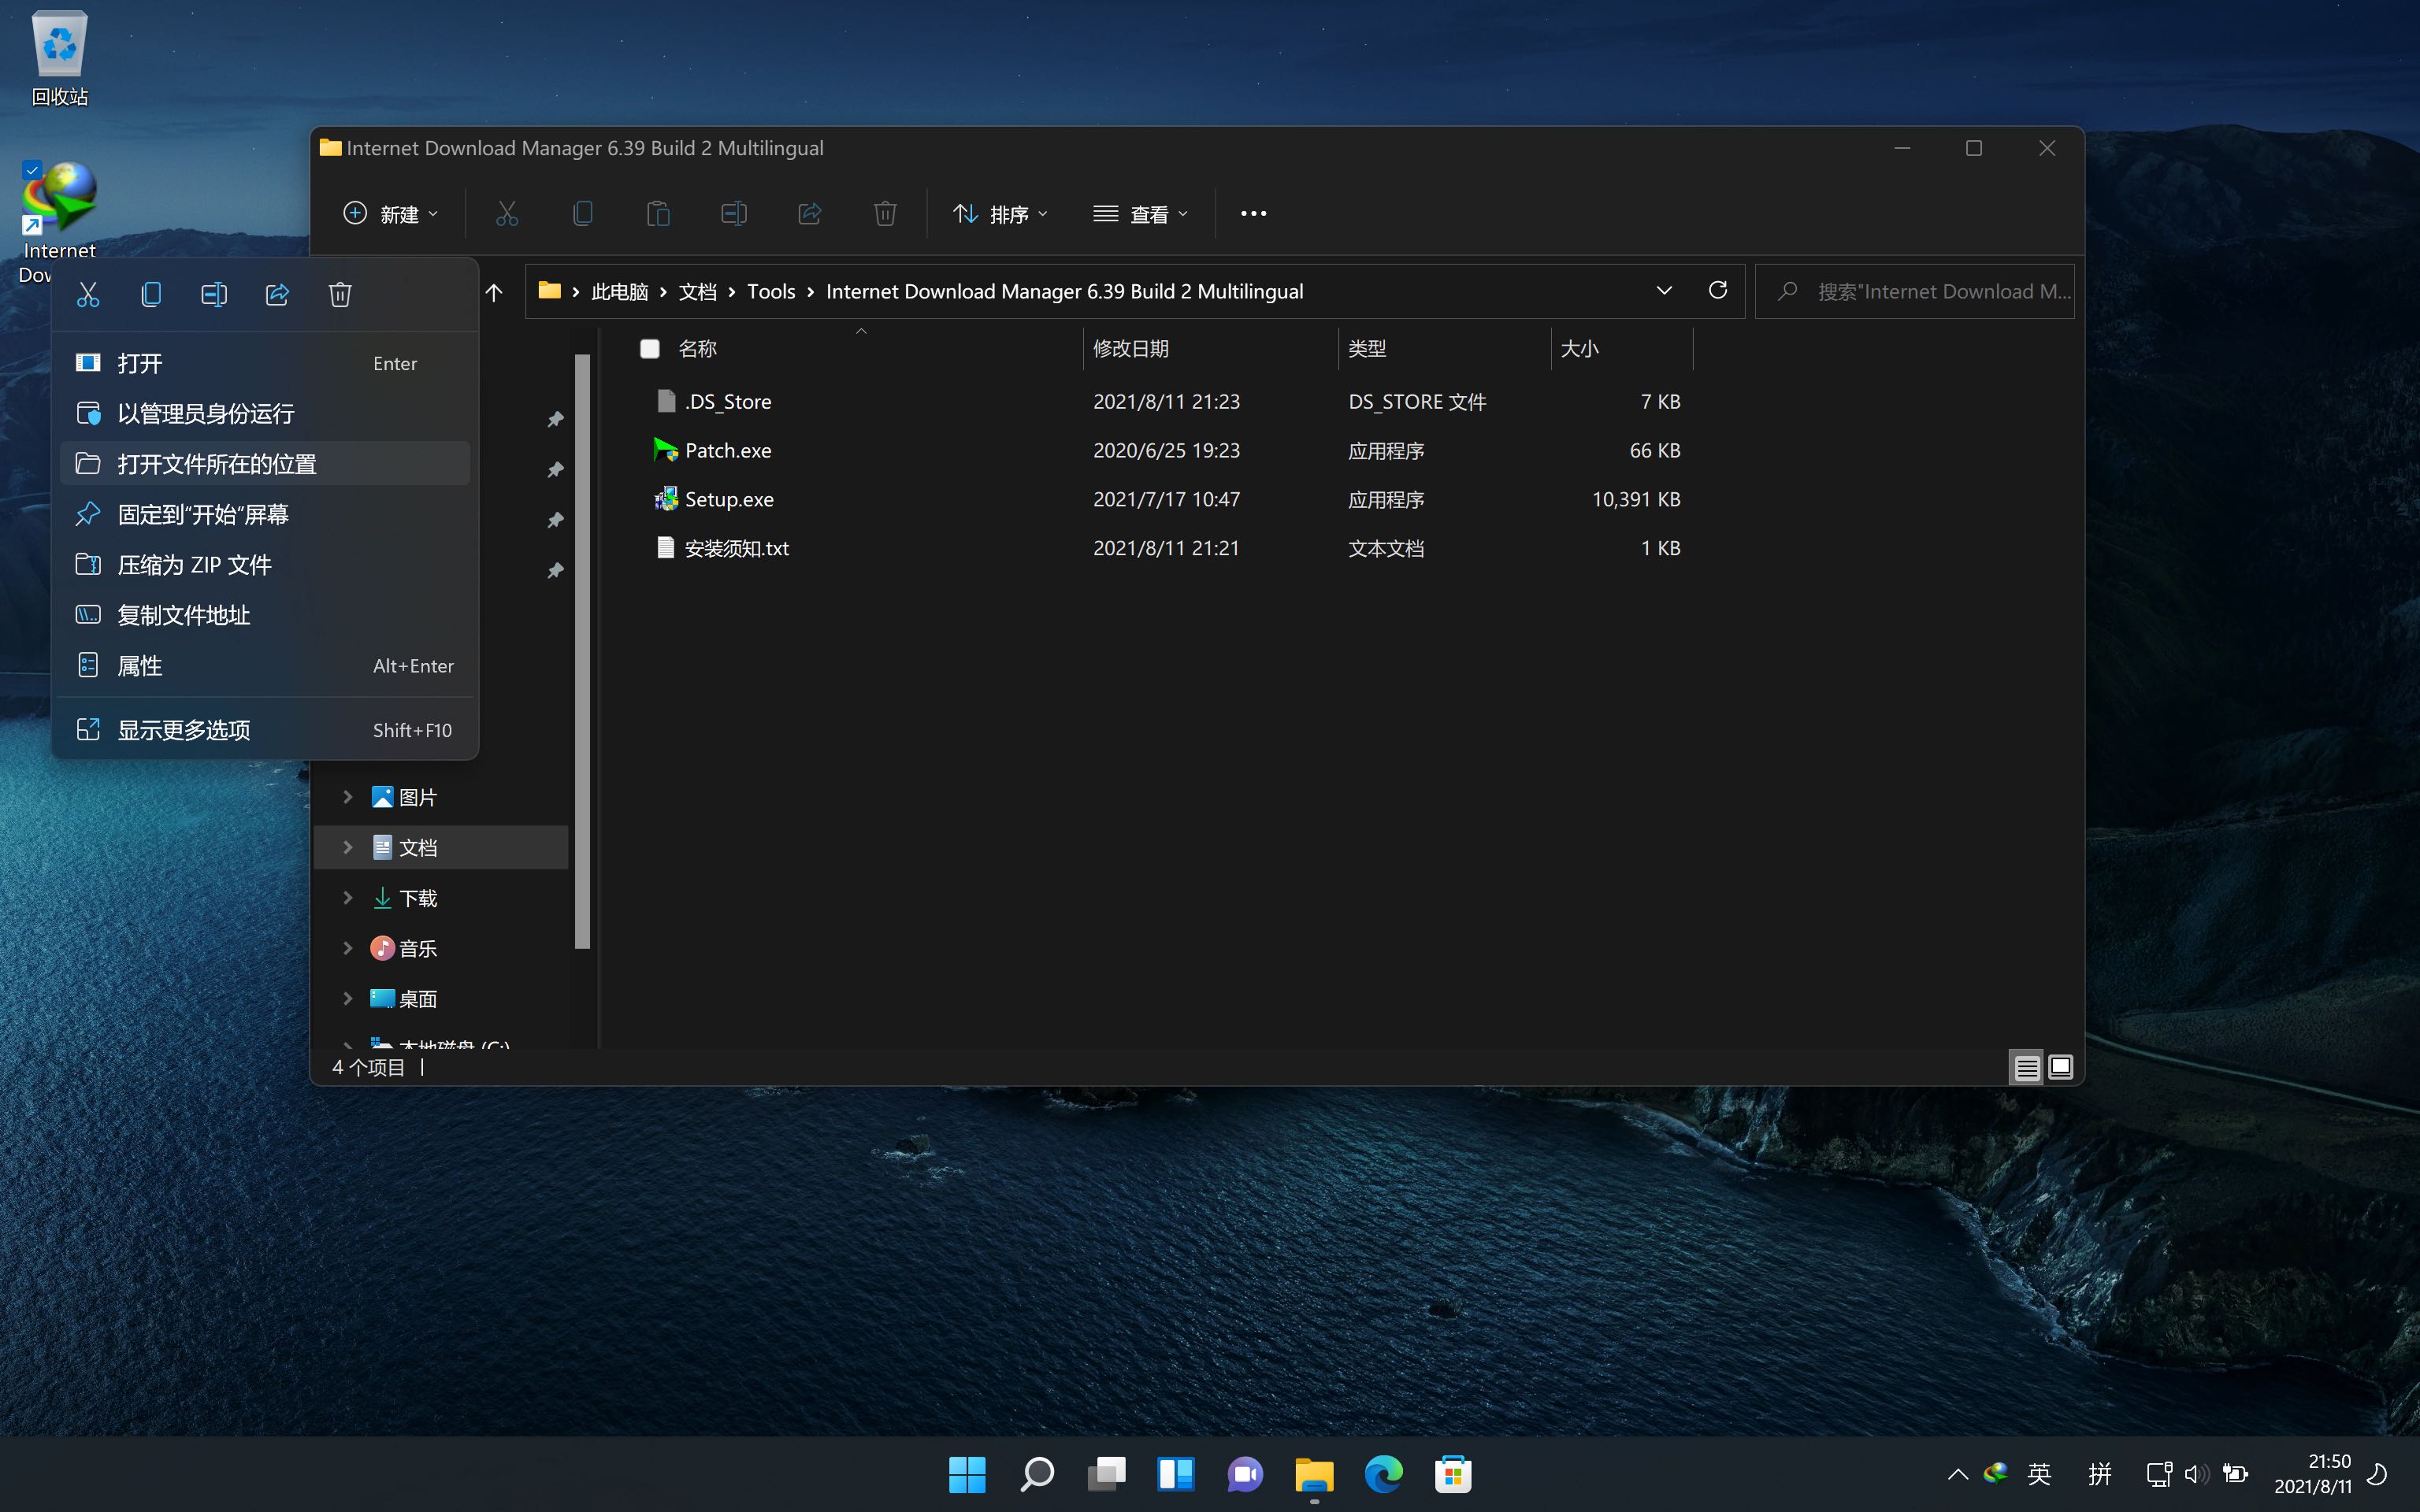 回收站
Internet
Internet Download Manager 6.39 Build 2 Multilingual
新建
排序
查看
此电脑 › 文档 › Tools › Internet Download Manager 6.39 Build 2 Multilingual
搜索"Internet Download M...
名称 修改日期 类型 大小
.DS_Store 2021/8/11 21:23 DS_STORE 文件 7 KB
Patch.exe 2020/6/25 19:23 应用程序 66 KB
Setup.exe 2021/7/17 10:47 应用程序 10,391 KB
安装须知.txt 2021/8/11 21:21 文本文档 1 KB
打开 Enter
以管理员身份运行
打开文件所在的位置
固定到“开始”屏幕
压缩为 ZIP 文件
复制文件地址
属性 Alt+Enter
显示更多选项 Shift+F10
图片
文档
下载
音乐
桌面
本地磁盘 (C:)
4 个项目
英
拼
21:50
2021/8/11